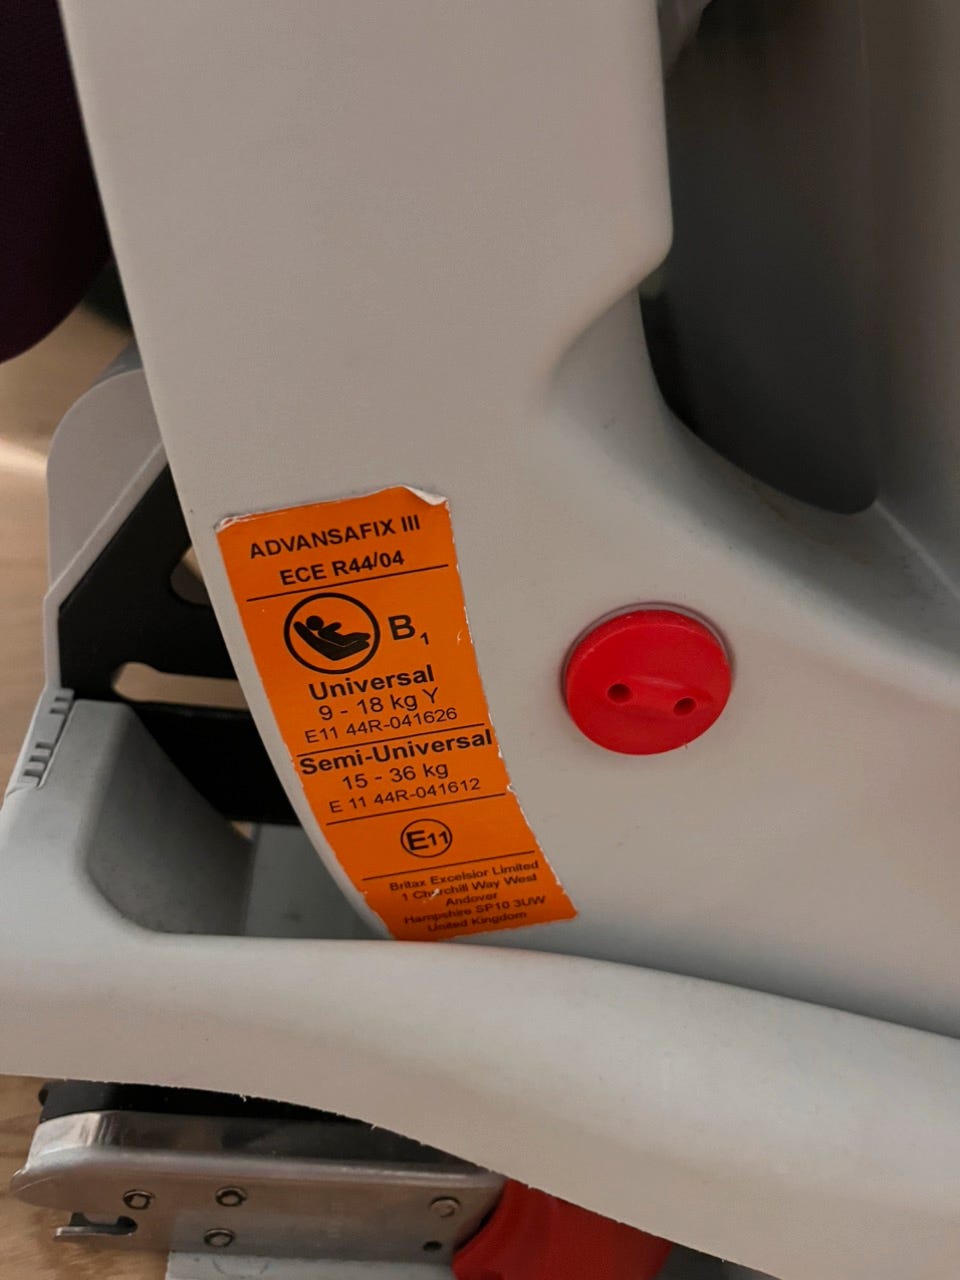 ADVANSAFIX III
ECE R44/04
B1
Universal
9 - 18 kg Y
E11 44R-041626
Semi-Universal
15 - 36 kg
E 11 44R-041612
E11
Britax Excelsior Limited
1 Churchill Way West
Andover
Hampshire SP10 3UW
United Kingdom